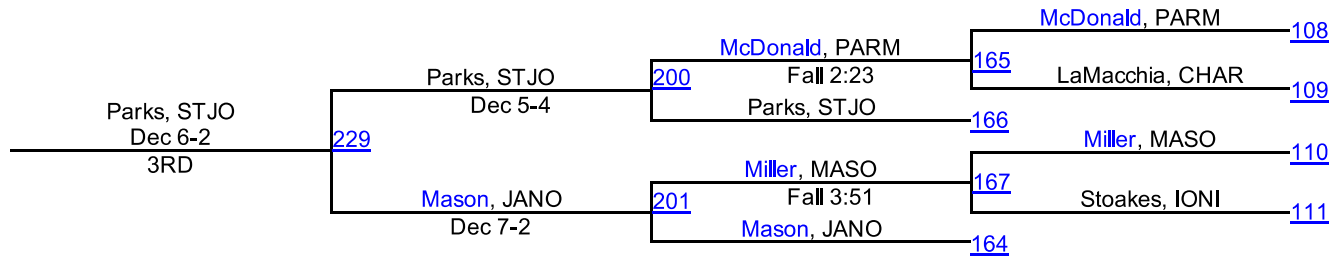 McDonald, PARM
108
McDonald, PARM
165
Fall 2:23
LaMacchia, CHAR
109
Parks, STJO
200
Dec 5-4
Parks, STJO
166
Parks, STJO
Dec 6-2
229
3RD
Miller, MASO
110
Miller, MASO
167
Fall 3:51
Stoakes, IONI
111
Mason, JANO
201
Dec 7-2
Mason, JANO
164